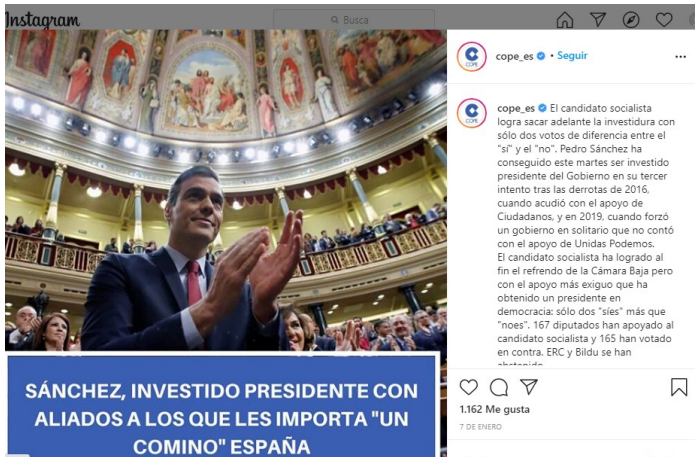 Instagram
Busca
SÁNCHEZ, INVESTIDO PRESIDENTE CON
ALIADOS A LOS QUE LES IMPORTA "UN
COMINO" ESPAÑA
COPE
cope_es • Seguir
...
COPE
cope_es El candidato socialista
logra sacar adelante la investidura con
sólo dos votos de diferencia entre el
"sí" y el "no". Pedro Sánchez ha
conseguido este martes ser investido
presidente del Gobierno en su tercer
intento tras las derrotas de 2016,
cuando acudió con el apoyo de
Ciudadanos, y en 2019, cuando forzó
un gobierno en solitario que no contó
con el apoyo de Unidas Podemos.
El candidato socialista ha logrado al
fin el refrendo de la Cámara Baja pero
con el apoyo más exiguo que ha
obtenido un presidente en
democracia: sólo dos "síes" más que
"noes". 167 diputados han apoyado al
candidato socialista y 165 han votado
en contra. ERC y Bildu se han
abstenido
1.162 Me gusta
7 DE ENERO